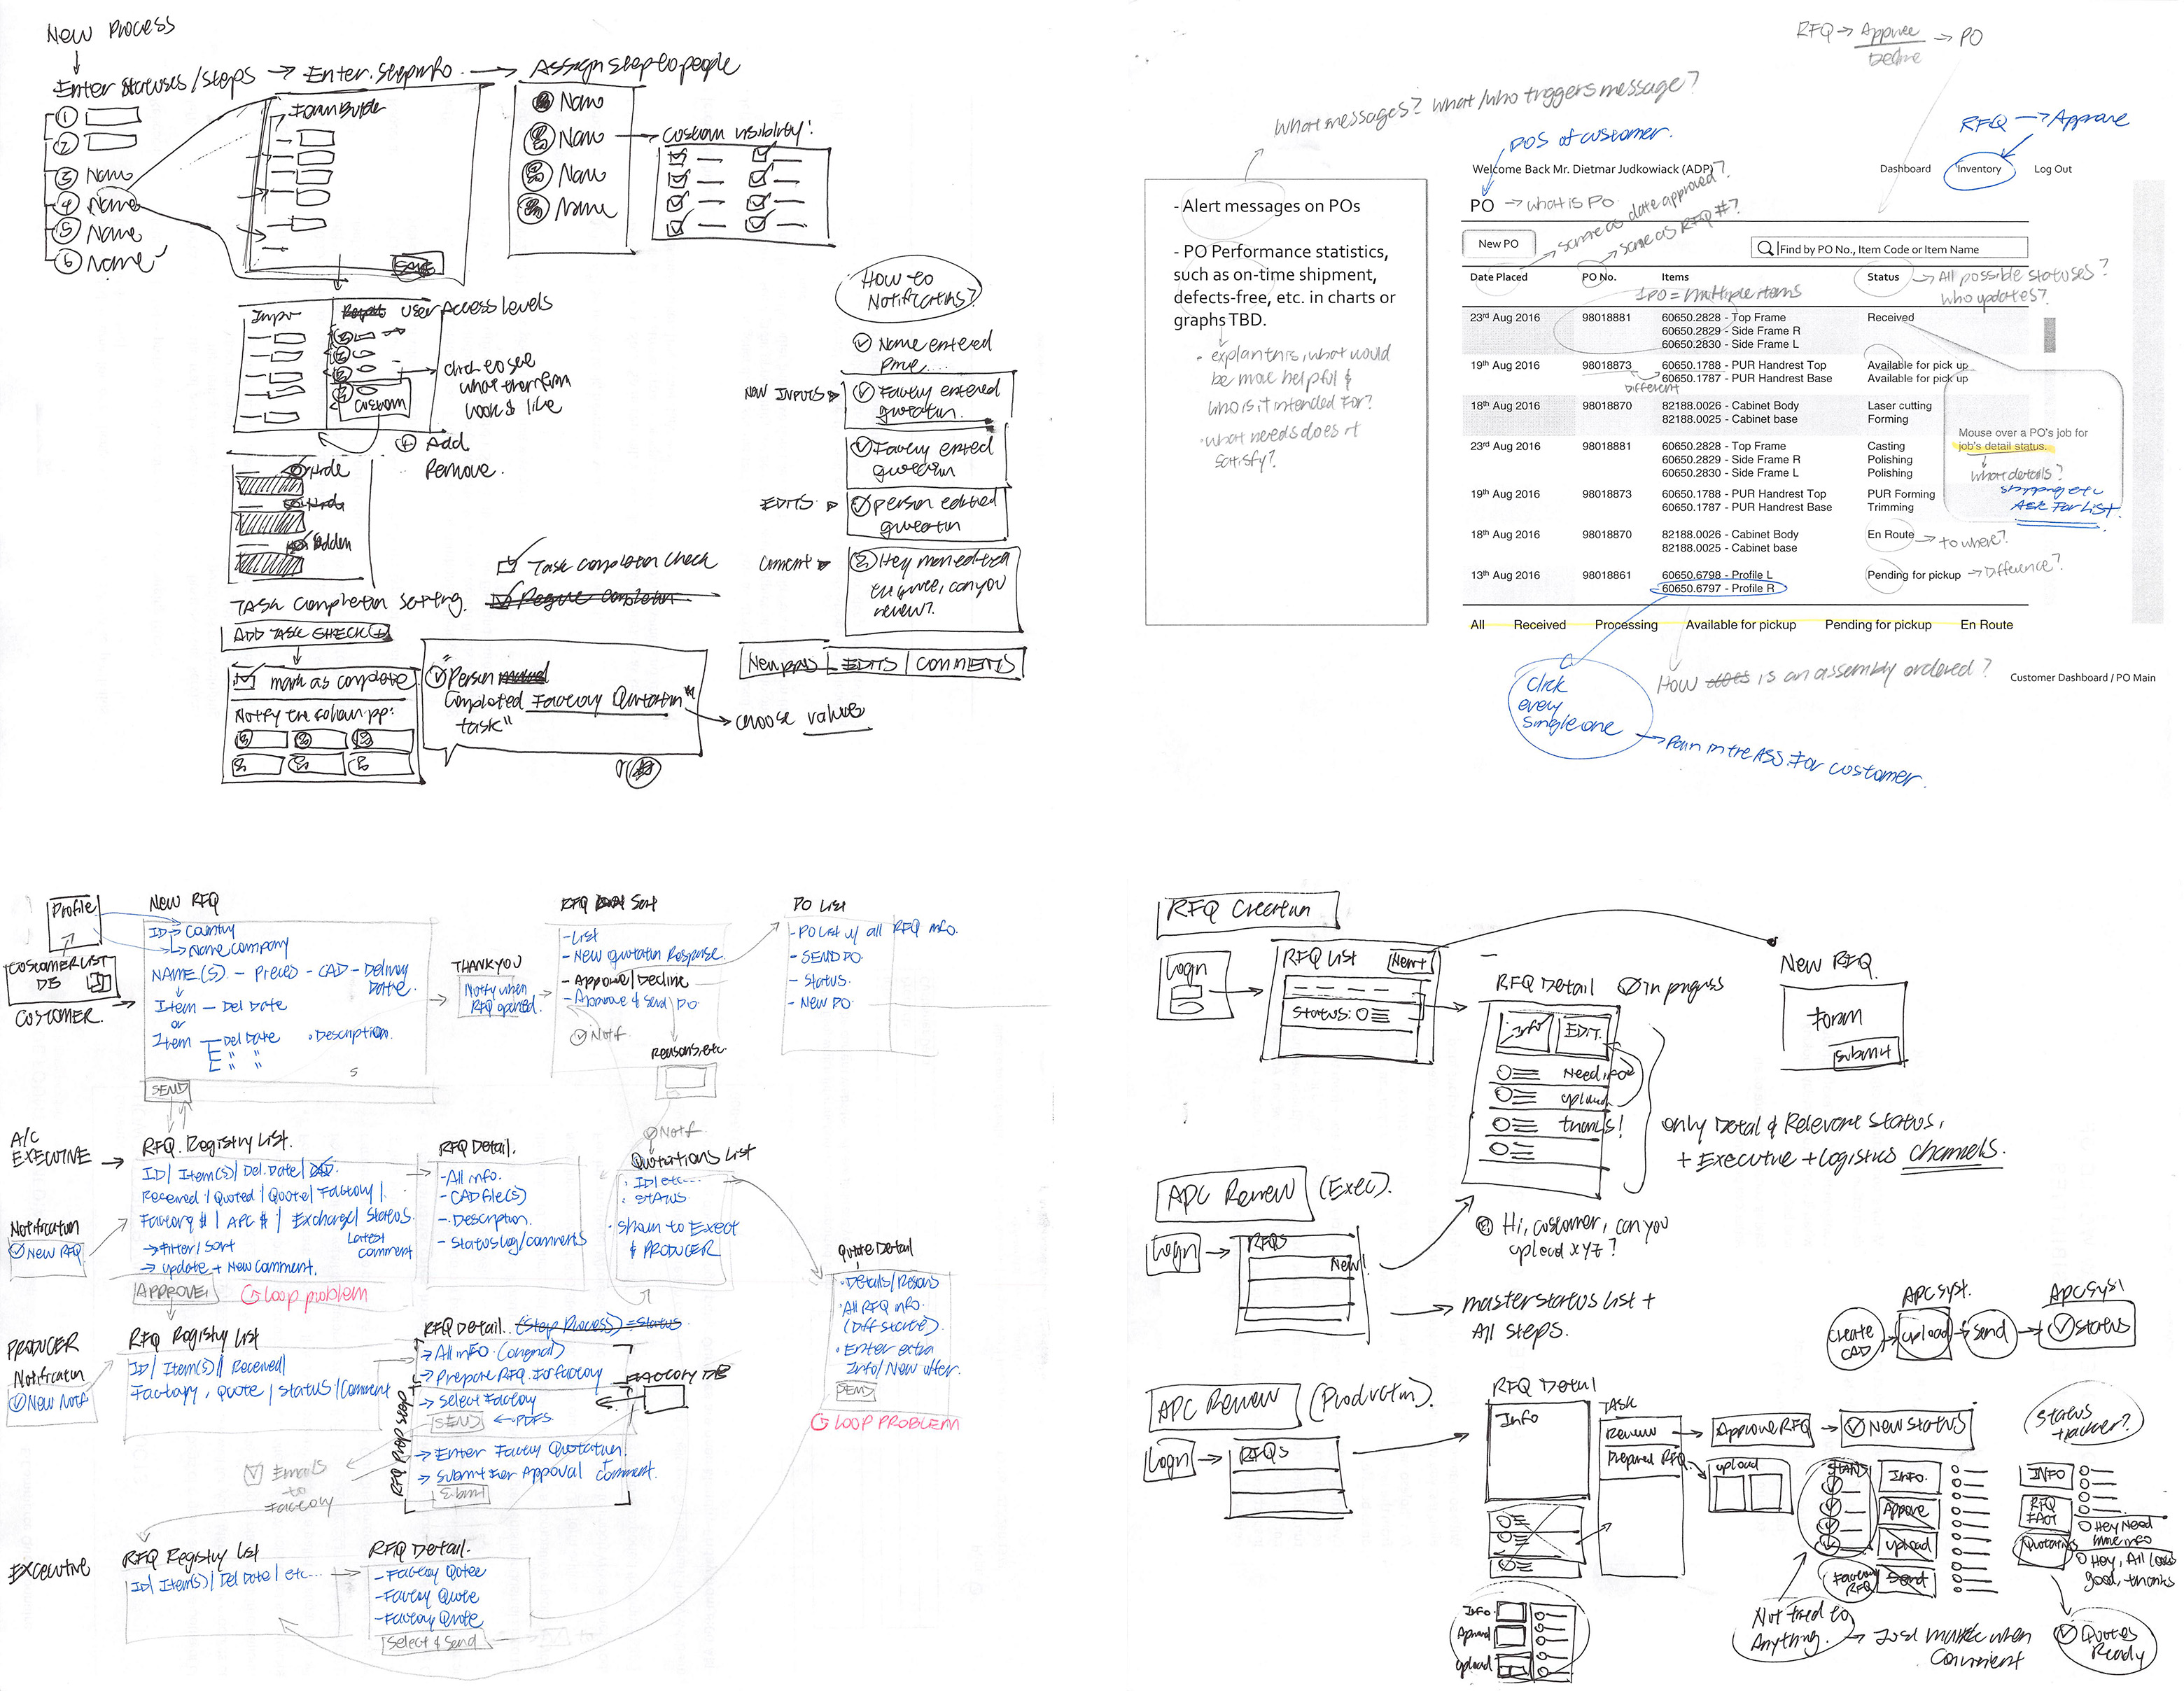 NEW PROCESS
Enter statuses/steps → Enter step info → Assign step to people
1
2
3 Name
4 Name
5 Name
6 Name
Form Builder
SAVE
Name
Name
Name
Name
Custom visibility:
Input
User Access levels
Custom
click to see
what their form
looks like
+ Add
Remove.
Hide
Hidden
How to
Notifications?
Name entered
price....
NEW INPUTS
Factory entered
quotation.
Factory entered
quotation
EDITS
person edited
quotation
Comment
Hey man edited
the price, can you
review?
New RFQS | EDITS | COMMENTS
Task completion check
Task completion setting.
ADD TASK CHECK +
mark as complete
Notify the following pp:
"Person
Completed Factory Quotation"
task"
choose values
RFQ → Approve → PO
Decline
What messages? What/who triggers message?
POS of customer.
RFQ → Approve
Welcome Back Mr. Dietmar Judkowiack (ADP)
Dashboard
Inventory
Log Out
PO → what is PO
same as date approved?
same as RFQ #?
New PO
Find by PO No., Item Code or Item Name
Date Placed
PO No.
Items
Status
→ All possible statuses?
who updates?
1 PO = multiple items
23rd Aug 2016 98018881 60650.2828 - Top Frame Received
60650.2829 - Side Frame R
60650.2830 - Side Frame L
19th Aug 2016 98018873 60650.1788 - PUR Handrest Top Available for pick up
60650.1787 - PUR Handrest Base Available for pick up
Different
18th Aug 2016 98018870 82188.0026 - Cabinet Body Laser cutting
82188.0025 - Cabinet base Forming
23rd Aug 2016 98018881 60650.2828 - Top Frame Casting
60650.2829 - Side Frame R Polishing
60650.2830 - Side Frame L Polishing
19th Aug 2016 98018873 60650.1788 - PUR Handrest Top PUR Forming
60650.1787 - PUR Handrest Base Trimming
18th Aug 2016 98018870 82188.0026 - Cabinet Body En Route → to where?
82188.0025 - Cabinet base
13th Aug 2016 98018861 60650.6798 - Profile L Pending for pickup → Difference?
60650.6797 - Profile R
Mouse over a PO's job for
job's detail status.
what details?
shipping etc
ASK FOR LIST.
All Received Processing Available for pickup Pending for pickup En Route
How does is an assembly ordered?
Customer Dashboard / PO Main
Click
every
single one
→ Pain in the ASS for customer.
- Alert messages on POs
- PO Performance statistics,
such as on-time shipment,
defects-free, etc. in charts or
graphs TBD.
• explain this, what would
be more helpful &
who is it intended for?
• what needs does it
satisfy?
Profile
CUSTOMER LIST
DB
CUSTOMER
New RFQ
ID → Country
↳ Name company
NAME(S) - Pieces - CAD - Delivery
Date
Item - Del Date
or
Item - Del Date • Description
" "
" "
SEND
THANKYOU
Notify when
RFQ opened.
RFQ Sent
- List
- New Quotation Response
- Approve/Decline
- Approve & Send PO
Notf
Reasons, etc.
PO List
- PO List w/ all RFQ info.
- SEND PO
- Status
- New PO
A/C
EXECUTIVE
Notification
New RFQ
RFQ Registry List.
ID | Item(s) | Del. Date |
Received | Quoted | Quote | Factory |
Factory $ | APC $ | Exchange | Status
→ Filter/Sort
Latest
comment
→ update + New Comment.
APPROVE
loop problem
RFQ Detail.
- All info.
- CAD File(s)
- Description.
- Status log/comments
Notf
Quotations List
• ID | etc...
• STATUS
• Shown to Exect
& PRODUCER
Quote Detail
• Details/Reasons
• All RFQ info.
(Diff state)
• Enter extra
Info/New offer.
SEND
LOOP PROBLEM
PRODUCER
Notification
New Notf
RFQ Registry List
ID | Item(s) | Received |
Factory, Quote | Status | Comment
RFQ Detail. (Step Process) = Status
→ All info (original)
→ Prepare RFQ For factory
→ Select Factory
SEND ← PDFS
→ Enter Factory Quotation.
→ Submit for Approval + comment.
Submit
RFQ Prop steps
FACTORY DB
Emails
to
Factory
EXECUTIVE
RFQ Registry List
ID | Item(s) | Del Date | etc...
RFQ Detail.
- Factory Quote
- Factory Quote
- Factory Quote
Select & Send
RFQ Creation
Login
RFQ List
New +
Status:
RFQ Detail
In progress
Info
EDIT
Need info
upload
thanks!
New RFQ
Form
Submit
Only Detail & Relevant Status,
+ Executive + Logistics channels.
APC Review (Exec).
Login
RFQs
New!
Hi, customer, can you
upload xyz?
→ master status list +
All steps.
APC Syst.
APC Syst
Create
CAD
upload
Send
Status
APC Review (Production).
Login
RFQs
RFQ Detail
Info
TASK
Review
Prepared RFQ
Approve RFQ
New Status
upload
Status
Info.
Approve
upload
Send
Factory
RFQ
Status
tracker?
INFO
RFQ
Quotations
Hey Need
more info
Hey, All looks
good, thanks
Info
Approval
upload
Not tied to
Anything. → Just mark when
convenient
Quotes
Ready